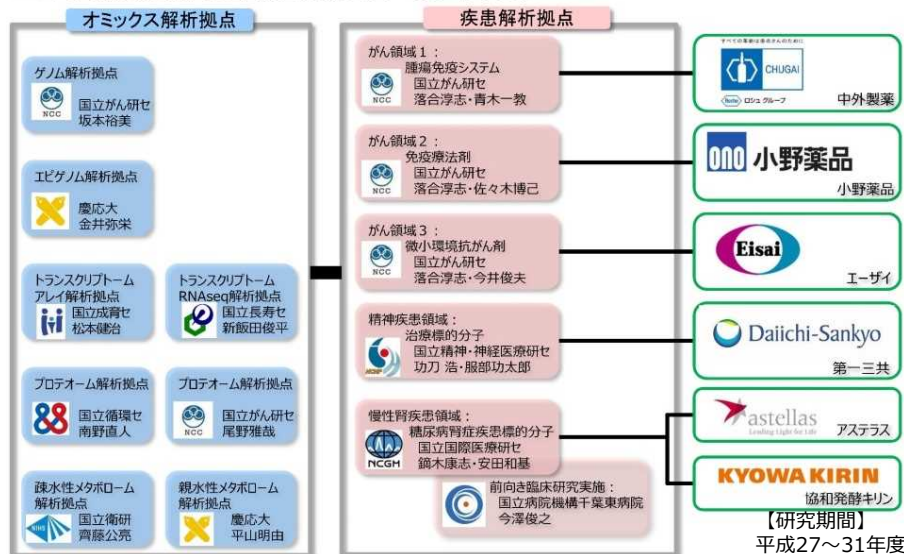 オミックス解析拠点
ゲノム解析拠点
NCC
国立がん研セ
坂本裕美
エピゲノム解析拠点
慶応大
金井弥栄
トランスクリプトーム
アレイ解析拠点
国立成育セ
松本健治
トランスクリプトーム
RNAseq解析拠点
国立長寿セ
新飯田俊平
プロテオーム解析拠点
国立循環セ
南野直人
プロテオーム解析拠点
NCC
国立がん研セ
尾野雅哉
疎水性メタボローム
解析拠点
NIHS
国立衛研
齊藤公亮
親水性メタボローム
解析拠点
慶応大
平山明由
疾患解析拠点
がん領域1:
腫瘍免疫システム
NCC
国立がん研セ
落合淳志・青木一教
がん領域2:
免疫療法剤
NCC
国立がん研セ
落合淳志・佐々木博己
がん領域3:
微小環境抗がん剤
NCC
国立がん研セ
落合淳志・今井俊夫
精神疾患領域:
治療標的分子
NCNP
国立精神・神経医療研セ
功刀 浩・服部功太郎
慢性腎疾患領域:
糖尿病腎症疾患標的分子
NCGM
国立国際医療研セ
鏑木康志・安田和基
前向き臨床研究実施:
国立病院機構千葉東病院
今澤俊之
すべての革新は患者さんのために
CHUGAI
Roche ロシュ グループ
中外製薬
ono 小野薬品
小野薬品
Eisai
エーザイ
Daiichi-Sankyo
第一三共
astellas
Leading Light for Life
アステラス
KYOWA KIRIN
協和発酵キリン
【研究期間】
平成27～31年度